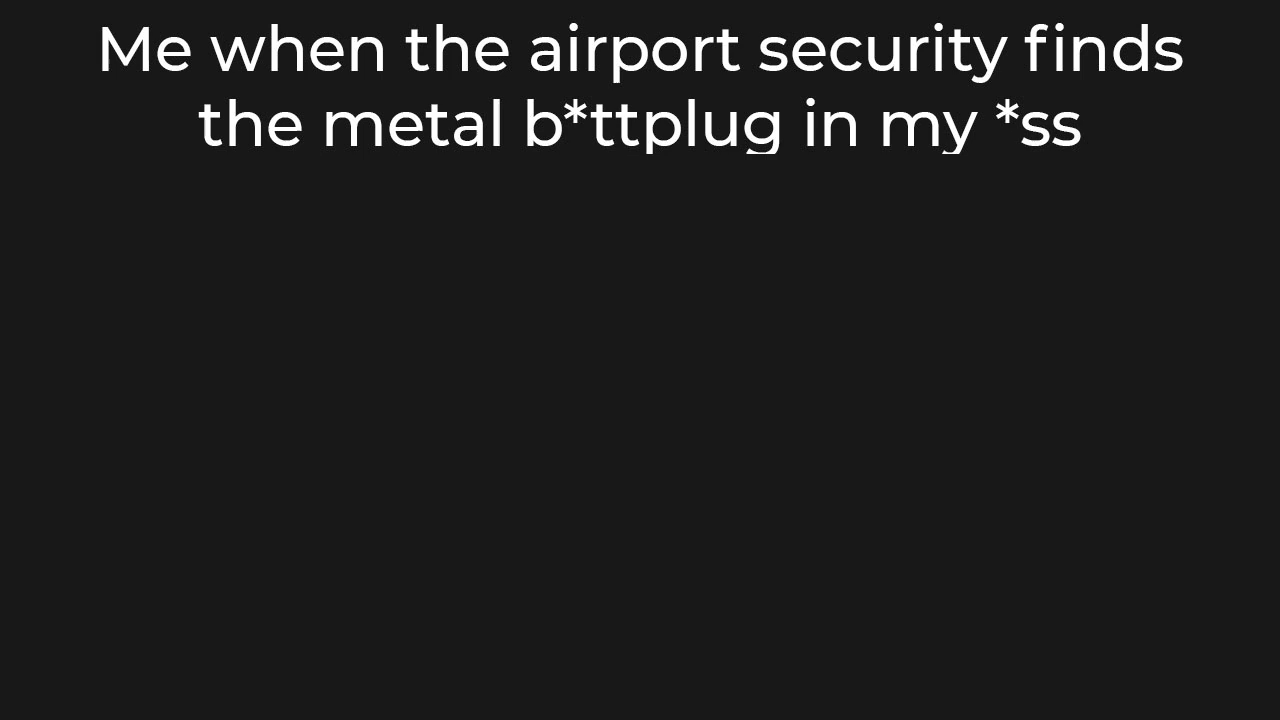 Me when the airport security finds
the metal b*ttplug in my *ss